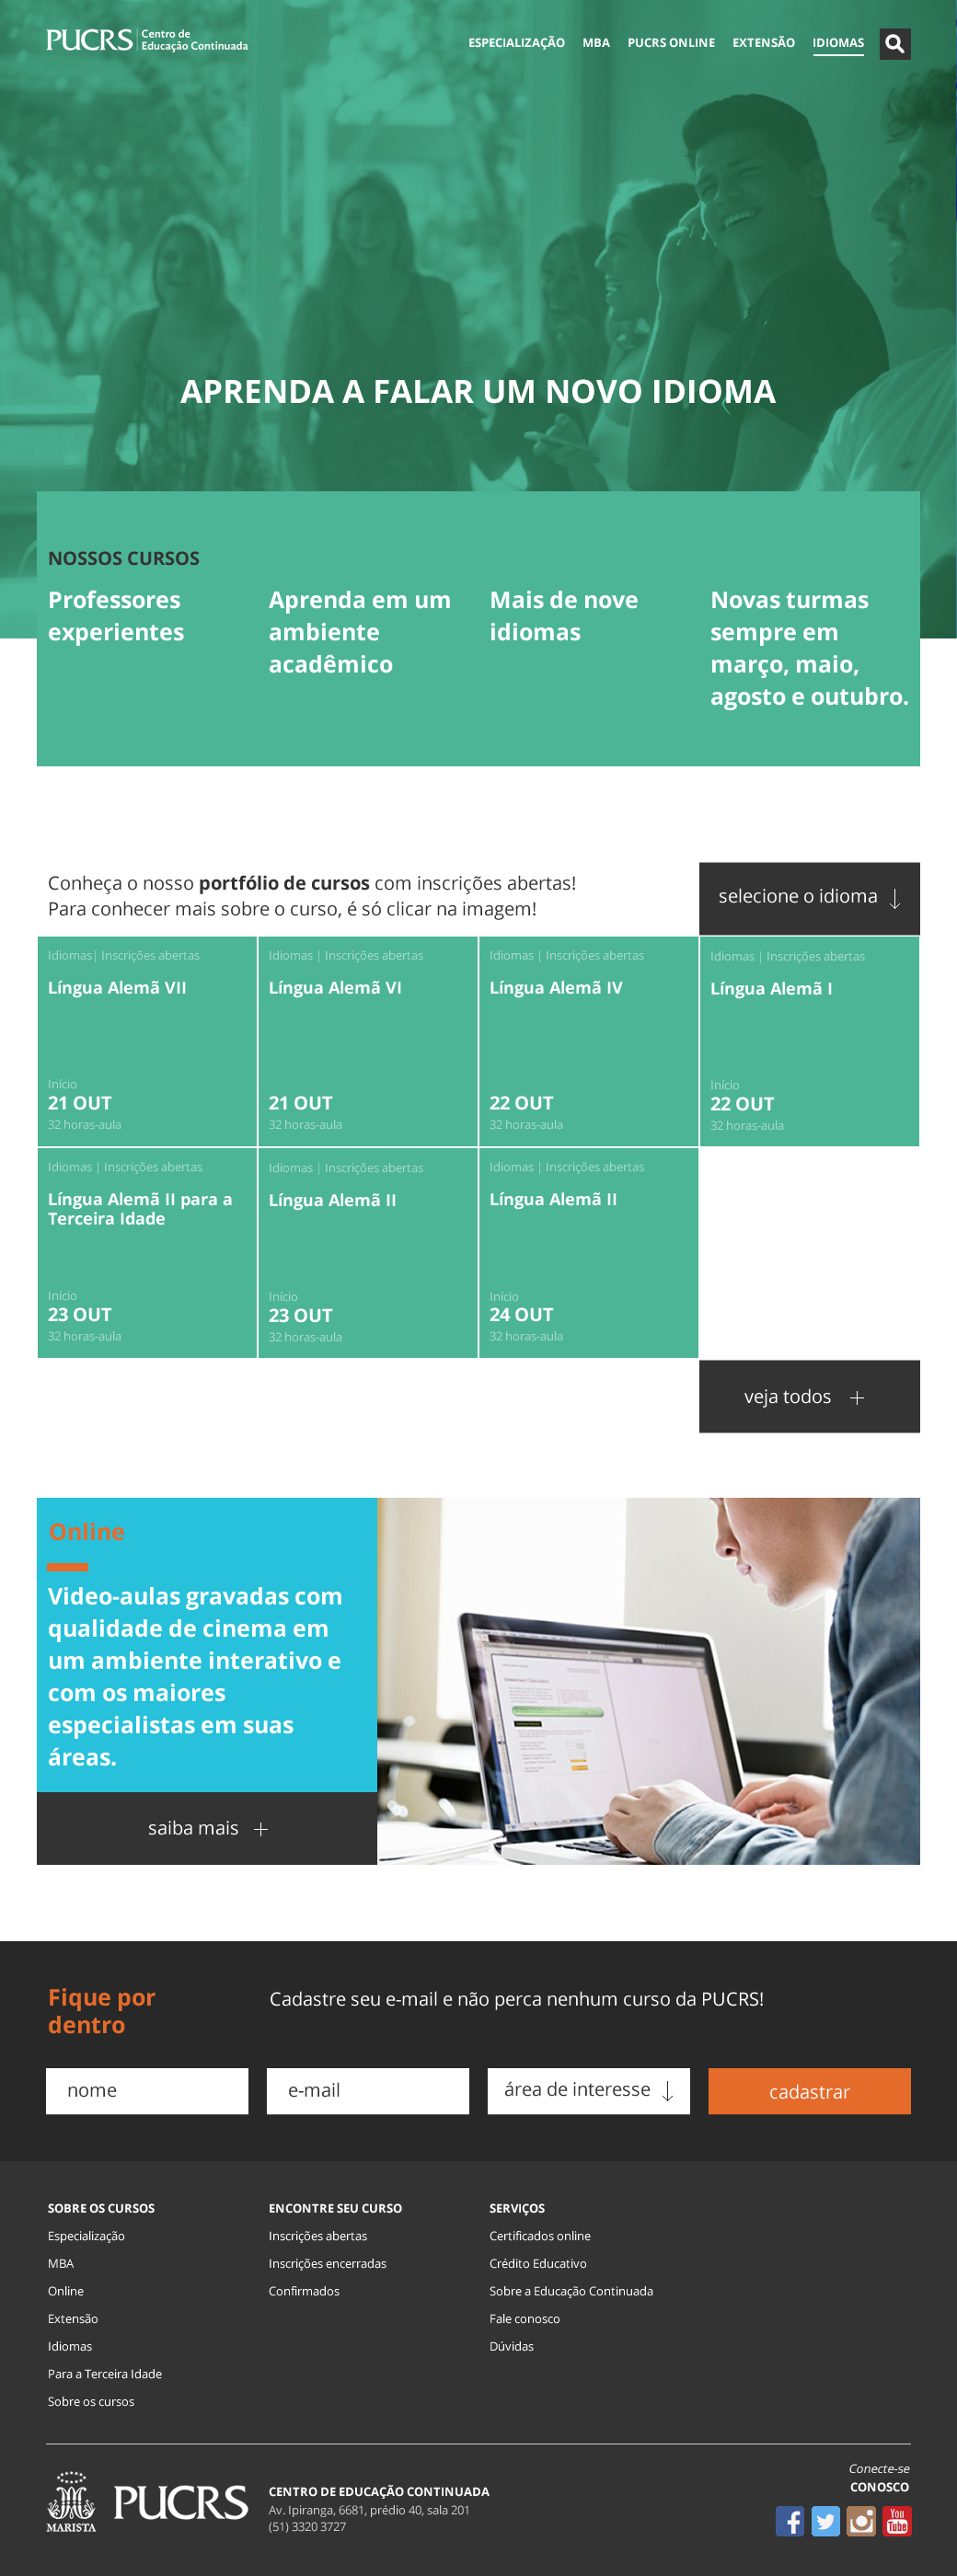 PUCRS
Centro de
Educação Continuada
ESPECIALIZAÇÃO
MBA
PUCRS ONLINE
EXTENSÃO
IDIOMAS
APRENDA A FALAR UM NOVO IDIOMA
NOSSOS CURSOS
Professores
experientes
Aprenda em um
ambiente
acadêmico
Mais de nove
idiomas
Novas turmas
sempre em
março, maio,
agosto e outubro.
Conheça o nosso portfólio de cursos com inscrições abertas!
Para conhecer mais sobre o curso, é só clicar na imagem!
selecione o idioma
Idiomas| Inscrições abertas
Língua Alemã VII
Início
21 OUT
32 horas-aula
Idiomas | Inscrições abertas
Língua Alemã VI
21 OUT
32 horas-aula
Idiomas | Inscrições abertas
Língua Alemã IV
22 OUT
32 horas-aula
Idiomas | Inscrições abertas
Língua Alemã I
Início
22 OUT
32 horas-aula
Idiomas | Inscrições abertas
Língua Alemã II para a
Terceira Idade
Início
23 OUT
32 horas-aula
Idiomas | Inscrições abertas
Língua Alemã II
Início
23 OUT
32 horas-aula
Idiomas | Inscrições abertas
Língua Alemã II
Início
24 OUT
32 horas-aula
veja todos
Online
Video-aulas gravadas com
qualidade de cinema em
um ambiente interativo e
com os maiores
especialistas em suas
áreas.
saiba mais
Fique por
dentro
Cadastre seu e-mail e não perca nenhum curso da PUCRS!
nome
e-mail
área de interesse
cadastrar
SOBRE OS CURSOS
Especialização
MBA
Online
Extensão
Idiomas
Para a Terceira Idade
Sobre os cursos
ENCONTRE SEU CURSO
Inscrições abertas
Inscrições encerradas
Confirmados
SERVIÇOS
Certificados online
Crédito Educativo
Sobre a Educação Continuada
Fale conosco
Dúvidas
MARISTA
PUCRS
CENTRO DE EDUCAÇÃO CONTINUADA
Av. Ipiranga, 6681, prédio 40, sala 201
(51) 3320 3727
Conecte-se
CONOSCO
You
Tube